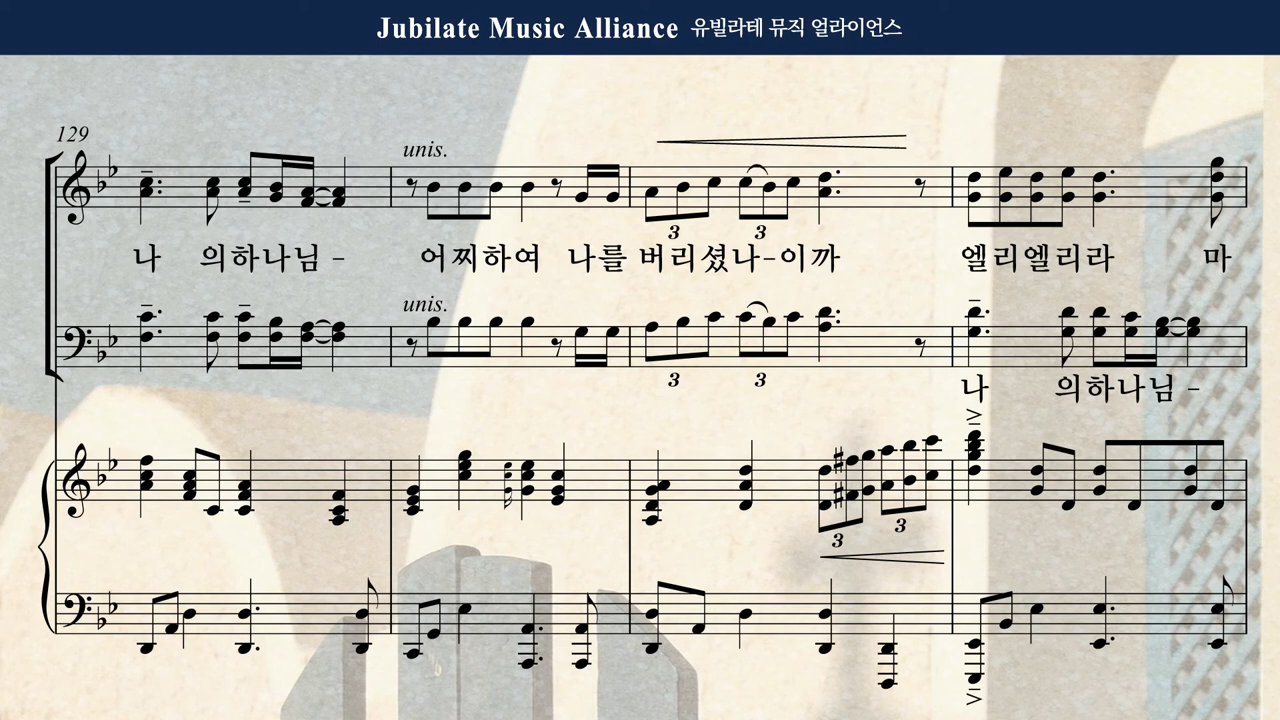 Jubilate Music Alliance 유빌라테 뮤직 얼라이언스
129
unis.
3 3
나 의하나님 - 어찌하여 나를 버리셨나-이까 엘리엘리라 마
unis.
3 3
나 의하나님 -
3 3